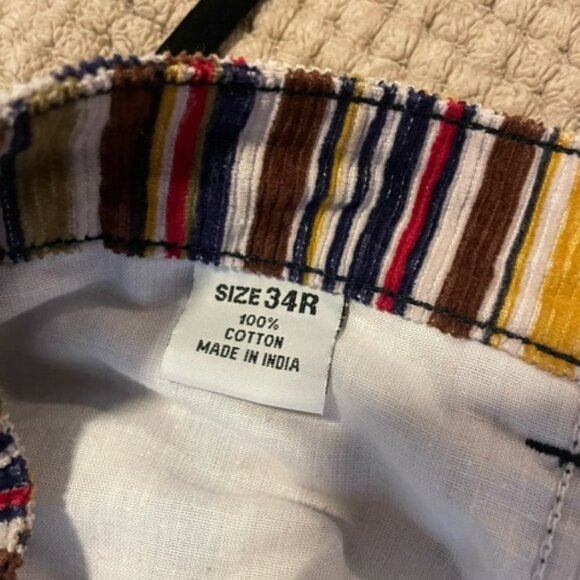 SIZE 34R
100%
COTTON
MADE IN INDIA